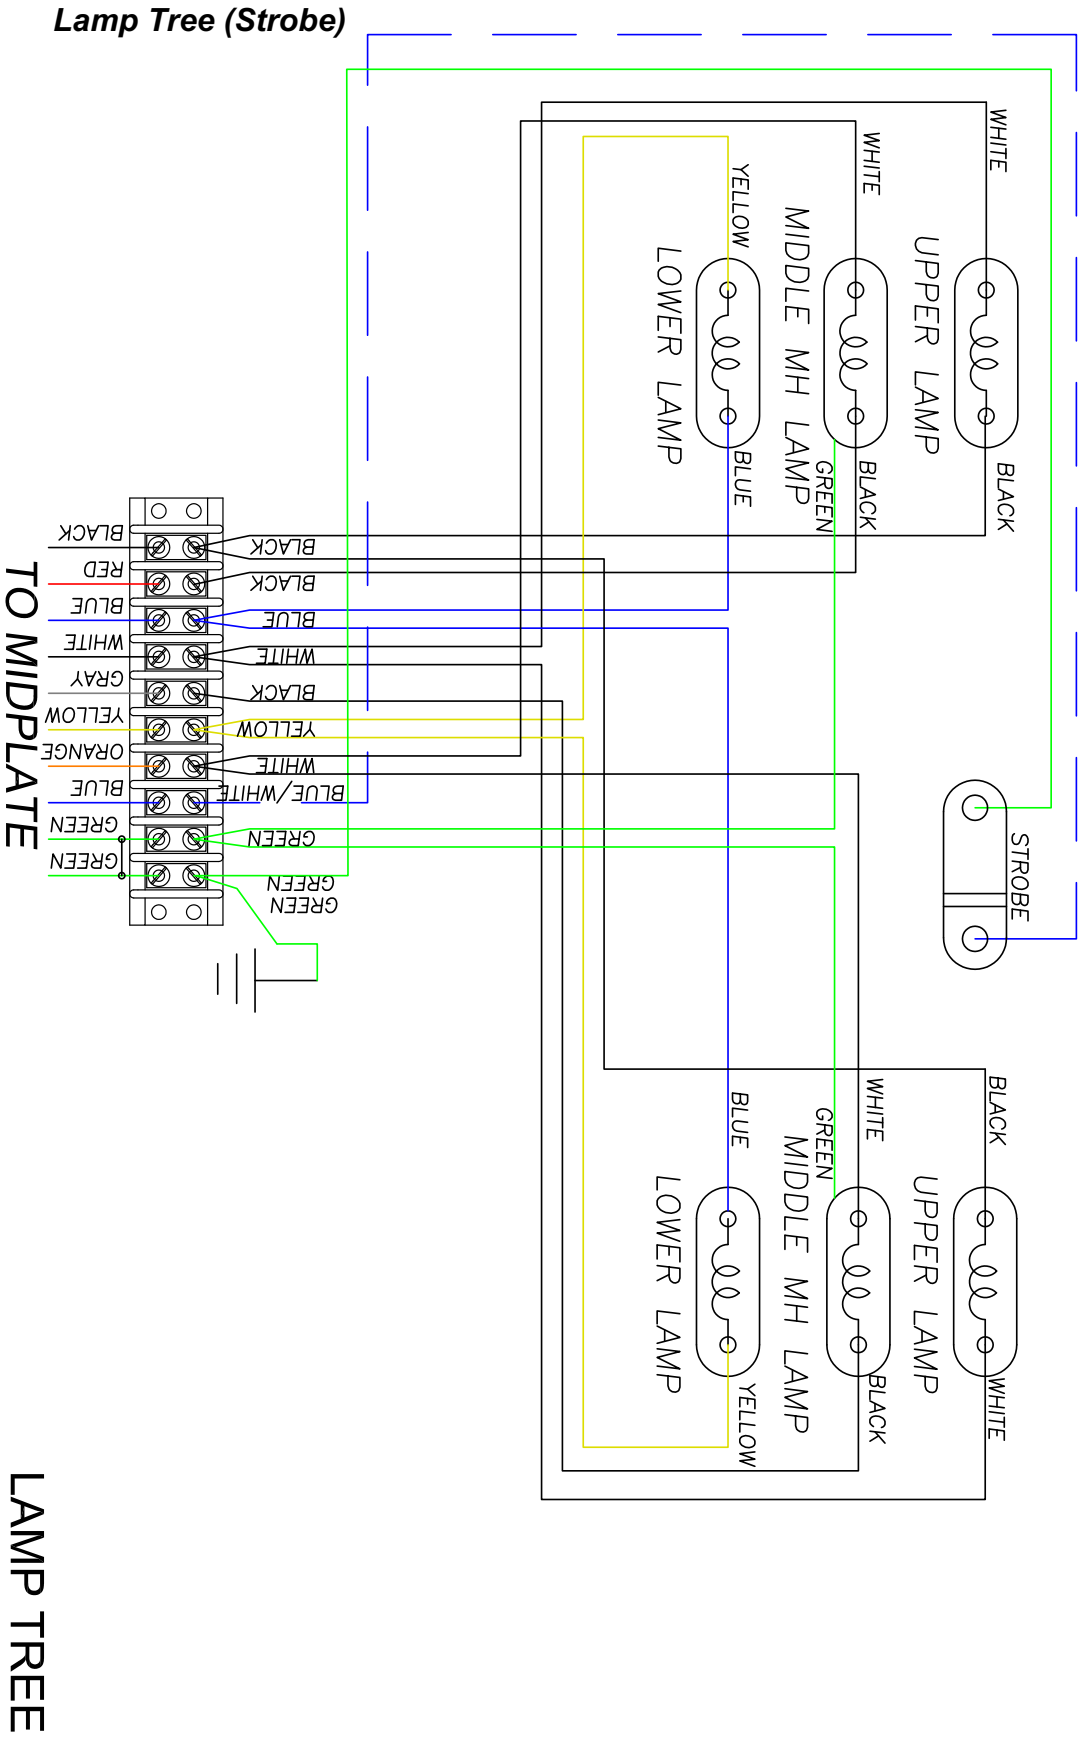 Lamp Tree (Strobe)
WHITE
WHITE
YELLOW
UPPER LAMP
MIDDLE MH LAMP
LOWER LAMP
BLACK
BLACK
GREEN
BLUE
BLACK
RED
BLUE
WHITE
GRAY
YELLOW
ORANGE
BLUE
GREEN
GREEN
BLACK
BLACK
BLUE
WHITE
BLACK
YELLOW
WHITE
BLUE/WHITE
GREEN
GREEN
GREEN
TO MIDPLATE
STROBE
BLACK
WHITE
GREEN
BLUE
UPPER LAMP
MIDDLE MH LAMP
LOWER LAMP
WHITE
BLACK
YELLOW
LAMP TREE